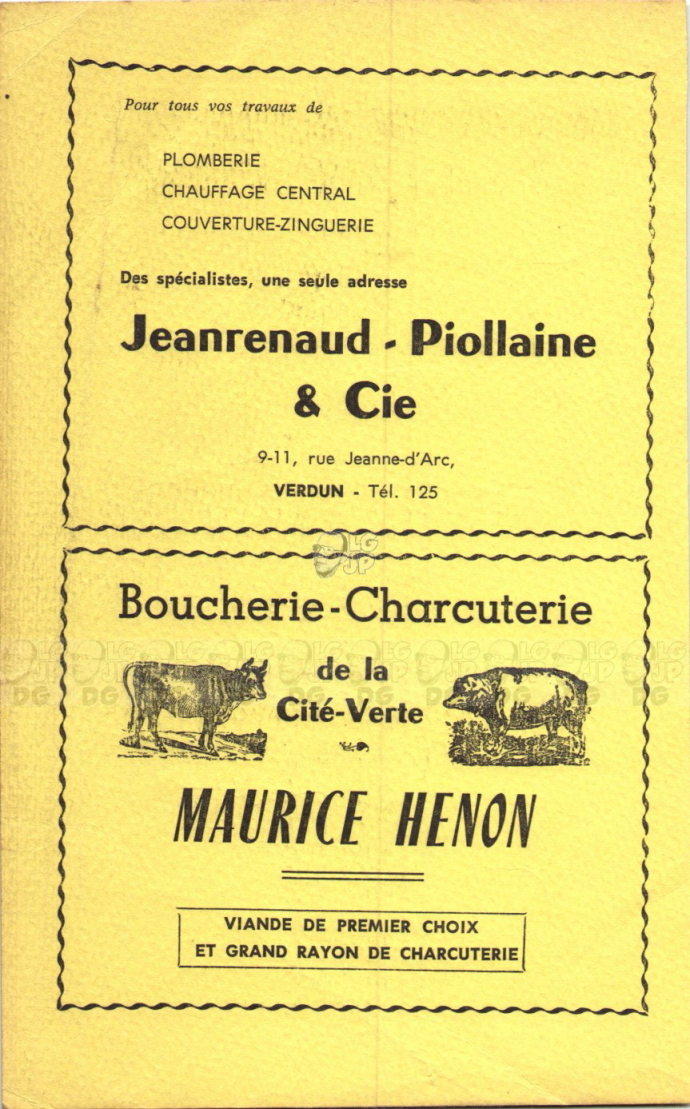 Pour tous vos travaux de
PLOMBERIE
CHAUFFAGE CENTRAL
COUVERTURE-ZINGUERIE
Des spécialistes, une seule adresse
Jeanrenaud - Piollaine
& Cie
9-11, rue Jeanne-d'Arc,
VERDUN - Tél. 125
LG
JP
Boucherie-Charcuterie
de la
Cité-Verte
MAURICE HENON
VIANDE DE PREMIER CHOIX
ET GRAND RAYON DE CHARCUTERIE